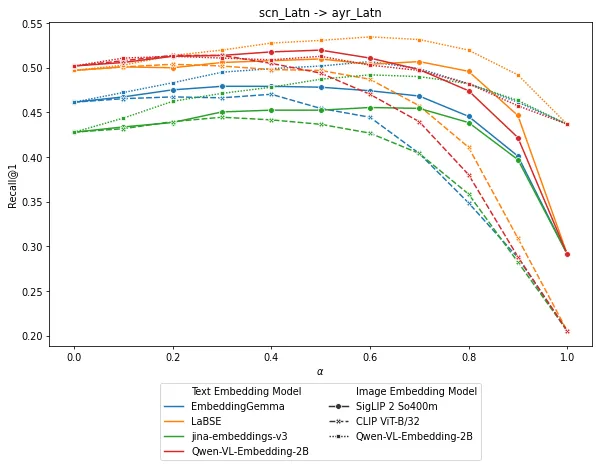 scn_Latn -> ayr_Latn
Recall@1
0.55
0.50
0.45
0.40
0.35
0.30
0.25
0.20
0.0 0.2 0.4 0.6 0.8 1.0
α
Text Embedding Model
EmbeddingGemma
LaBSE
jina-embeddings-v3
Qwen-VL-Embedding-2B
Image Embedding Model
SigLIP 2 So400m
CLIP ViT-B/32
Qwen-VL-Embedding-2B